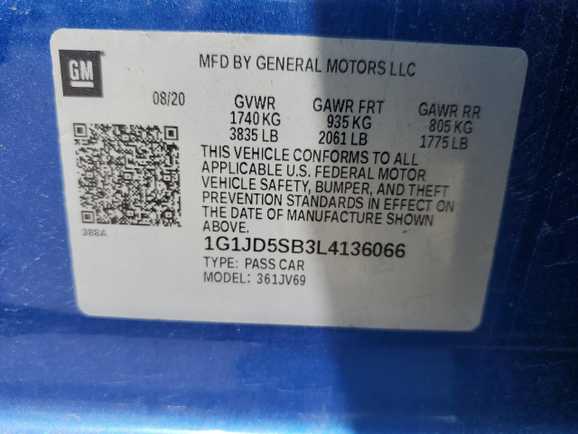 GM
MFD BY GENERAL MOTORS LLC
08/20 GVWR GAWR FRT GAWR RR
1740 KG 935 KG 805 KG
3835 LB 2061 LB 1775 LB
THIS VEHICLE CONFORMS TO ALL
APPLICABLE U.S. FEDERAL MOTOR
VEHICLE SAFETY, BUMPER, AND THEFT
PREVENTION STANDARDS IN EFFECT ON
THE DATE OF MANUFACTURE SHOWN
ABOVE.
388A
1G1JD5SB3L4136066
TYPE: PASS CAR
MODEL: 361JV69